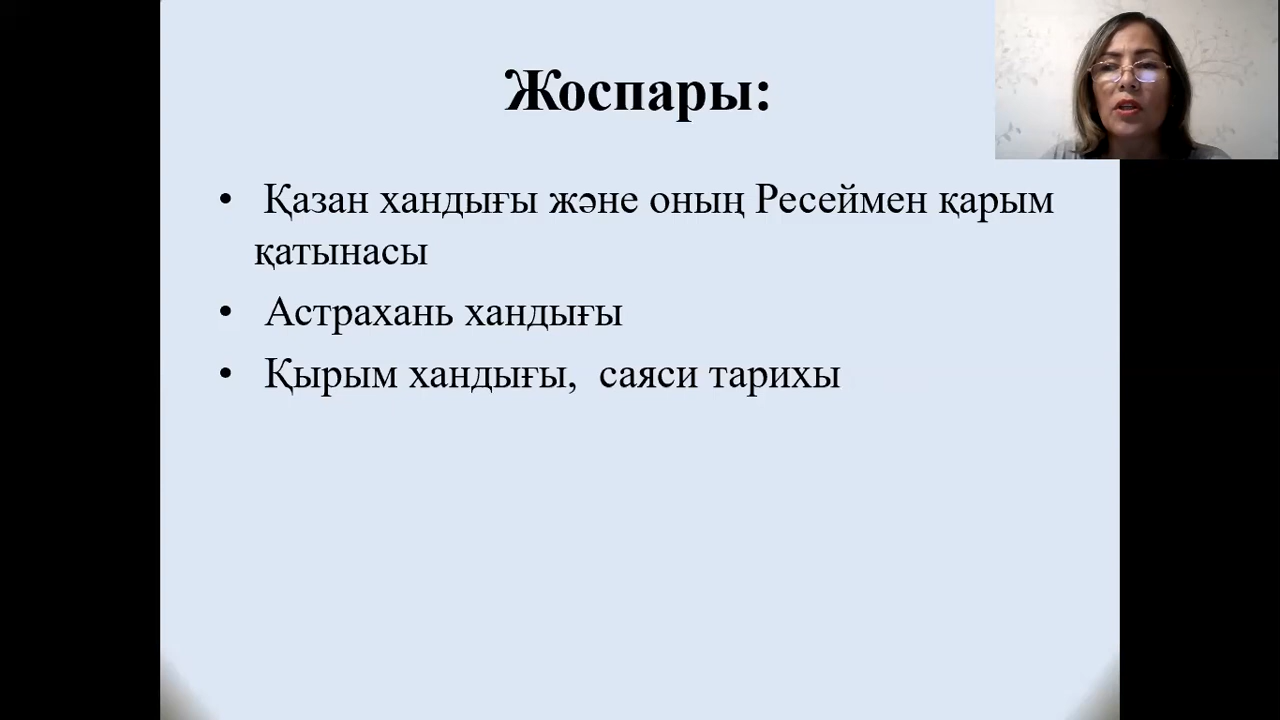 Жоспары:
• Қазан хандығы және оның Ресеймен қарым
қатынасы
• Астрахань хандығы
• Қырым хандығы,  саяси тарихы